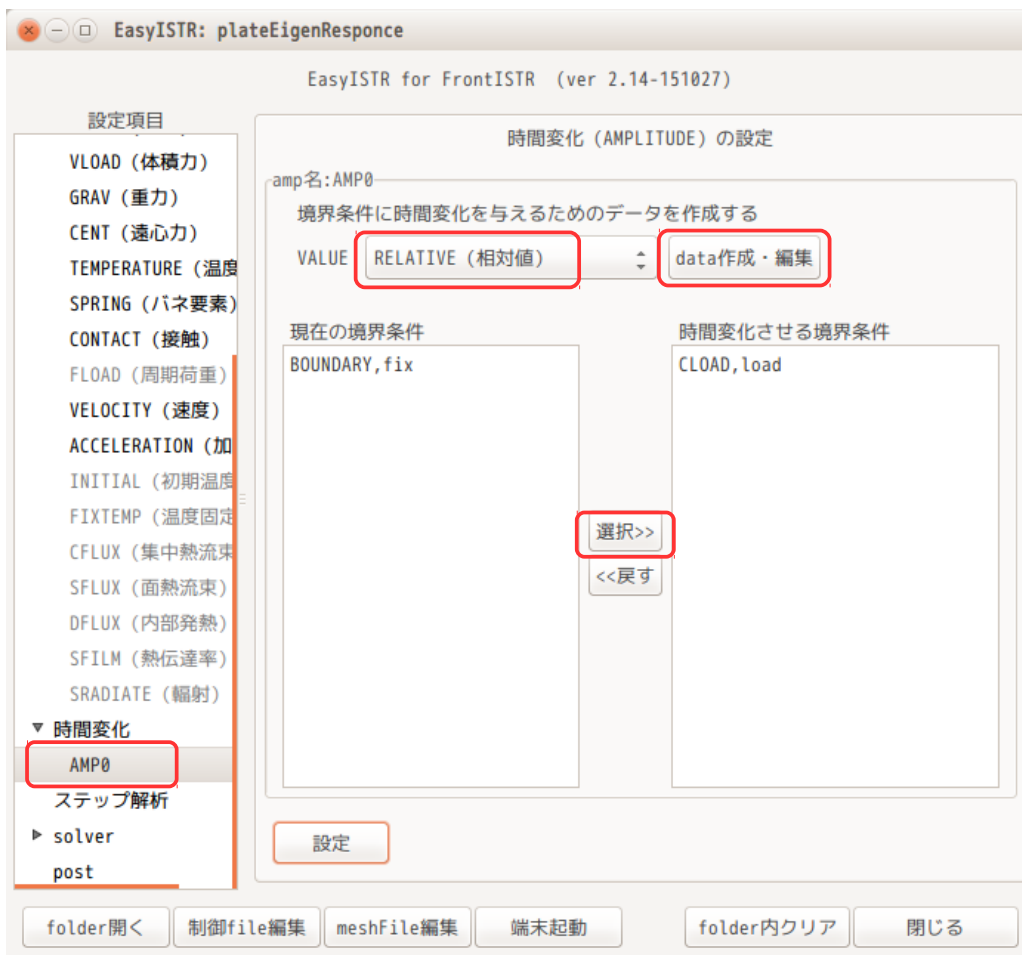 EasyISTR: plateEigenResponce
EasyISTR for FrontISTR (ver 2.14-151027)
設定項目
VLOAD (体積力)
GRAV (重力)
CENT (遠心力)
TEMPERATURE (温度
SPRING (バネ要素)
CONTACT (接触)
FLOAD (周期荷重)
VELOCITY (速度)
ACCELERATION (加
INITIAL (初期温度
FIXTEMP (温度固定
CFLUX (集中熱流束
SFLUX (面熱流束)
DFLUX (内部発熱)
SFILM (熱伝達率)
SRADIATE (輻射)
時間変化
AMP0
ステップ解析
solver
post
時間変化 (AMPLITUDE) の設定
amp名:AMP0
境界条件に時間変化を与えるためのデータを作成する
VALUE RELATIVE (相対値) data作成・編集
現在の境界条件
BOUNDARY,fix
選択>>
<<戻す
時間変化させる境界条件
CLOAD,load
設定
folder開く 制御file編集 meshFile編集 端末起動 folder内クリア 閉じる